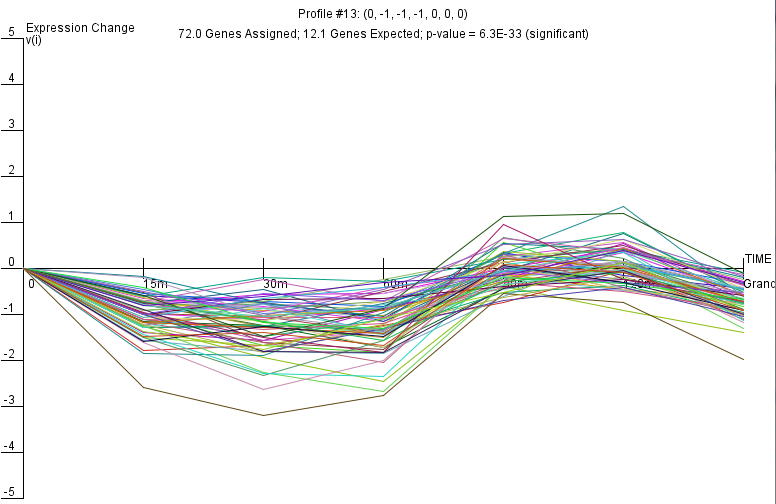 Profile #13: (0, -1, -1, -1, 0, 0, 0)
Expression Change
v(i)
72.0 Genes Assigned; 12.1 Genes Expected; p-value = 6.3E-33 (significant)
5
4
3
2
1
0
TIME
0 15m 30m 60m 120m Grand
-1
-2
-3
-4
-5